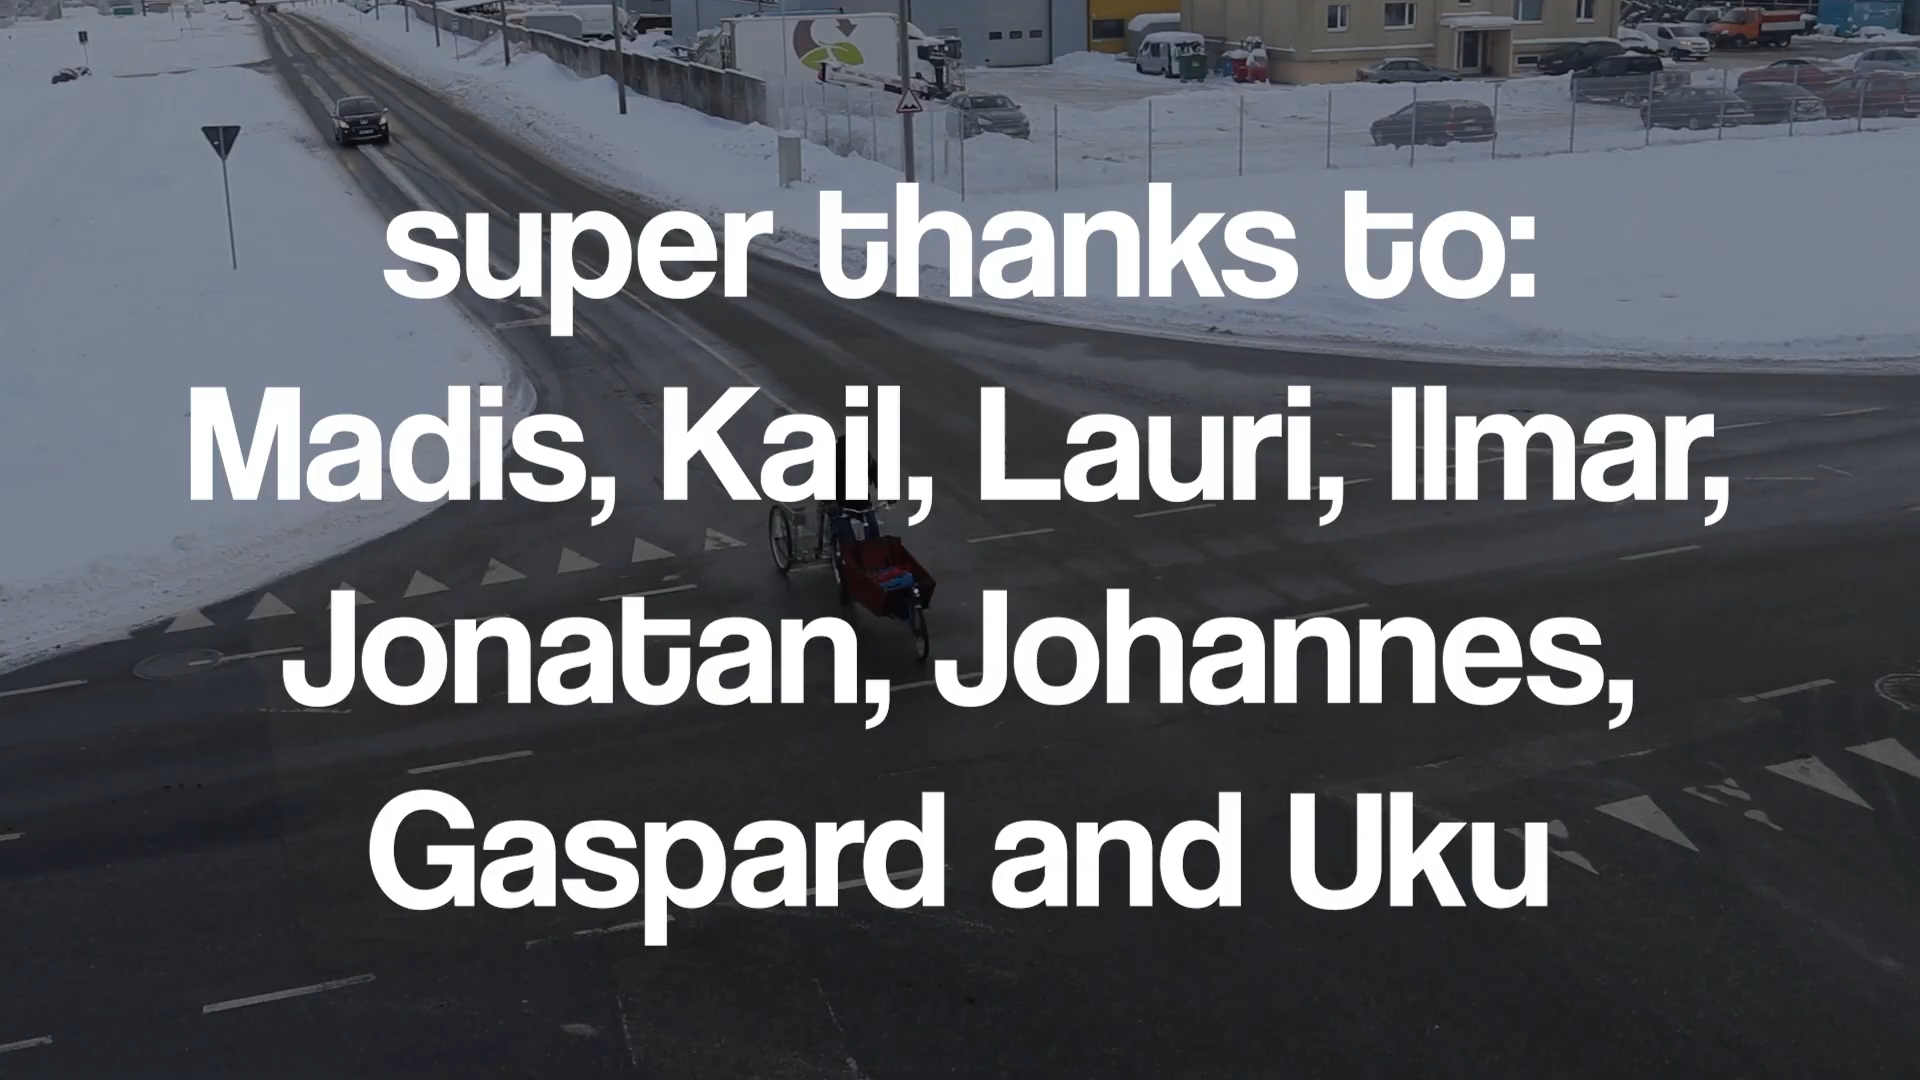 super thanks to:
Madis, Kail, Lauri, Ilmar,
Jonatan, Johannes,
Gaspard and Uku